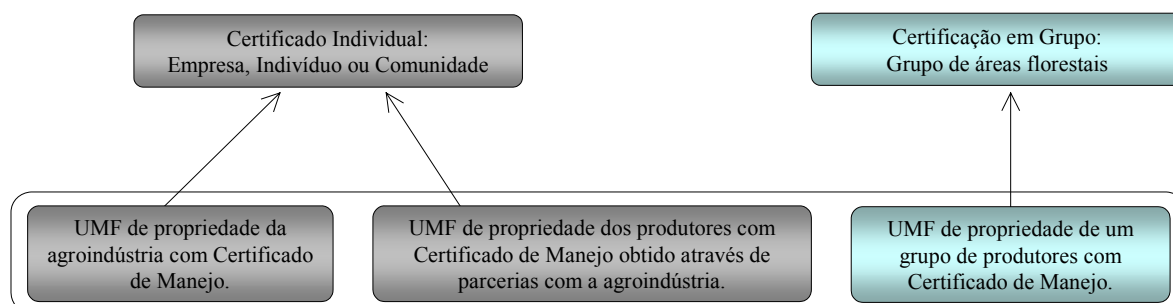 Certificado Individual:
Empresa, Indivíduo ou Comunidade
Certificação em Grupo:
Grupo de áreas florestais
UMF de propriedade da
agroindústria com Certificado
de Manejo.
UMF de propriedade dos produtores com
Certificado de Manejo obtido através de
parcerias com a agroindústria.
UMF de propriedade de um
grupo de produtores com
Certificado de Manejo.